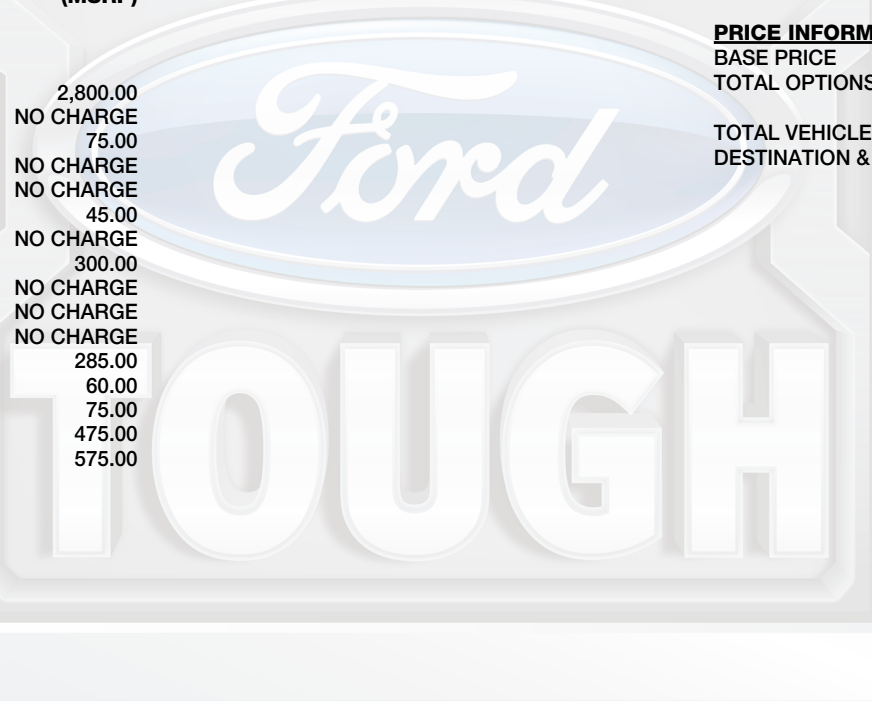 (MSRP)
2,800.00
NO CHARGE
75.00
NO CHARGE
NO CHARGE
45.00
NO CHARGE
300.00
NO CHARGE
NO CHARGE
NO CHARGE
285.00
60.00
75.00
475.00
575.00
PRICE INFORM
BASE PRICE
TOTAL OPTIONS
TOTAL VEHICLE
DESTINATION &
Ford
TOUGH